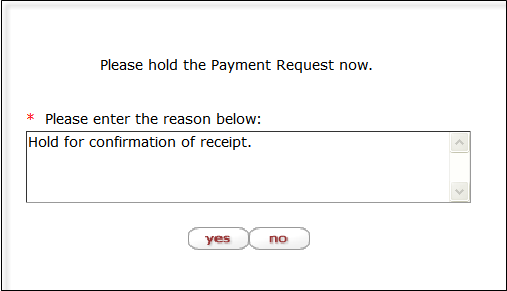 Please hold the Payment Request now.
* Please enter the reason below:
Hold for confirmation of receipt.
yes no